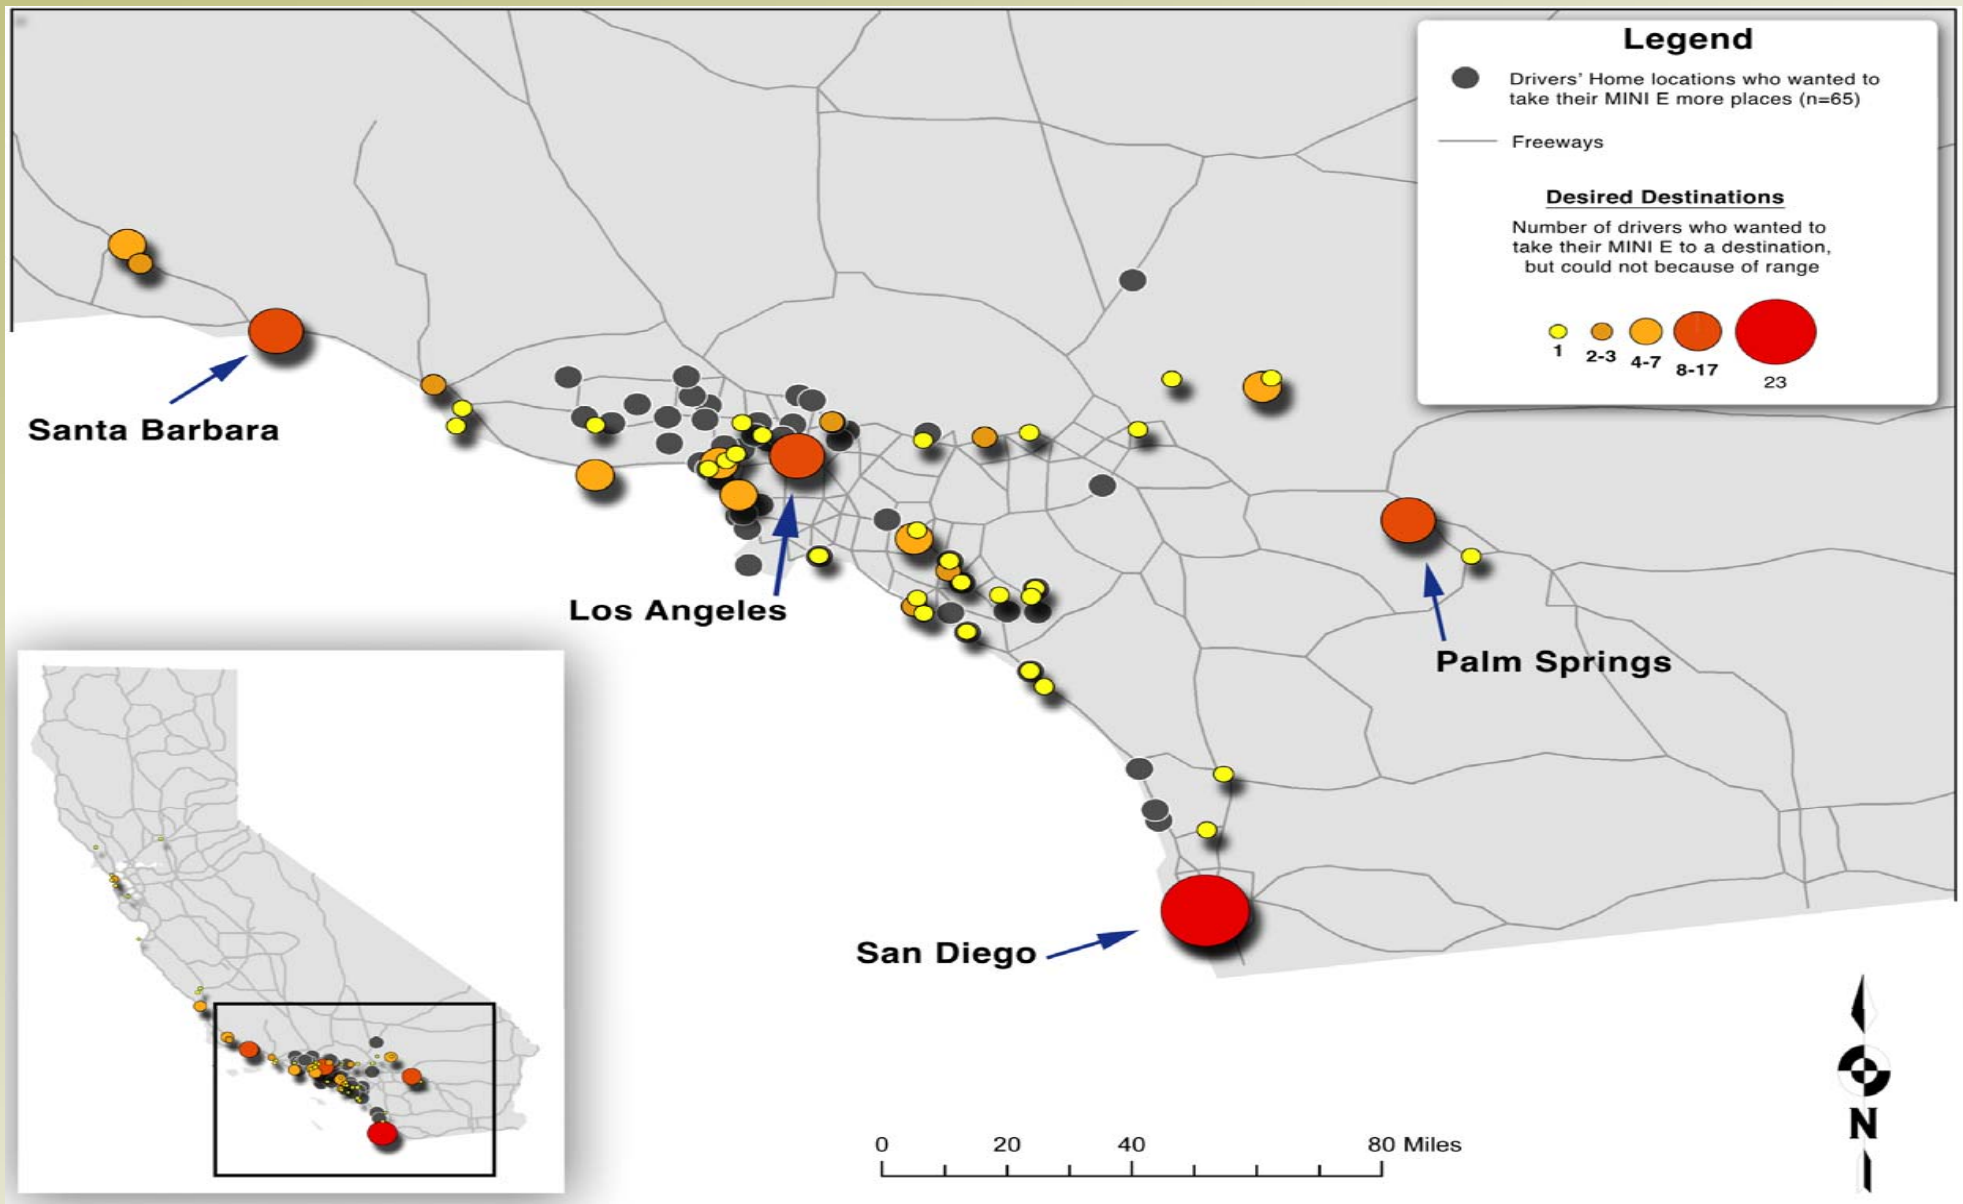 Legend
Drivers' Home locations who wanted to
take their MINI E more places (n=65)
Freeways
Desired Destinations
Number of drivers who wanted to
take their MINI E to a destination,
but could not because of range
1 2-3 4-7 8-17 23
Santa Barbara
Los Angeles
Palm Springs
San Diego
0 20 40 80 Miles
N